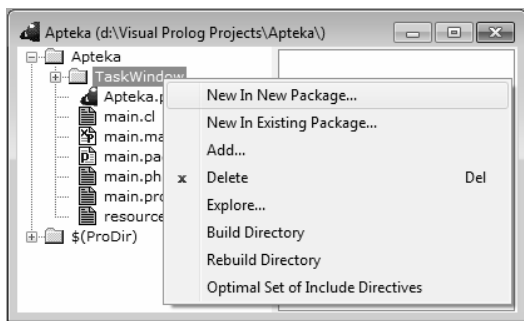 Apteka (d:\Visual Prolog Projects\Apteka\)
Apteka
TaskWindow
New In New Package...
Apteka.p
New In Existing Package...
main.cl
Add...
main.ma
Delete Del
main.pa
Explore...
main.ph
Build Directory
main.pro
Rebuild Directory
resource
Optimal Set of Include Directives
$(ProDir)